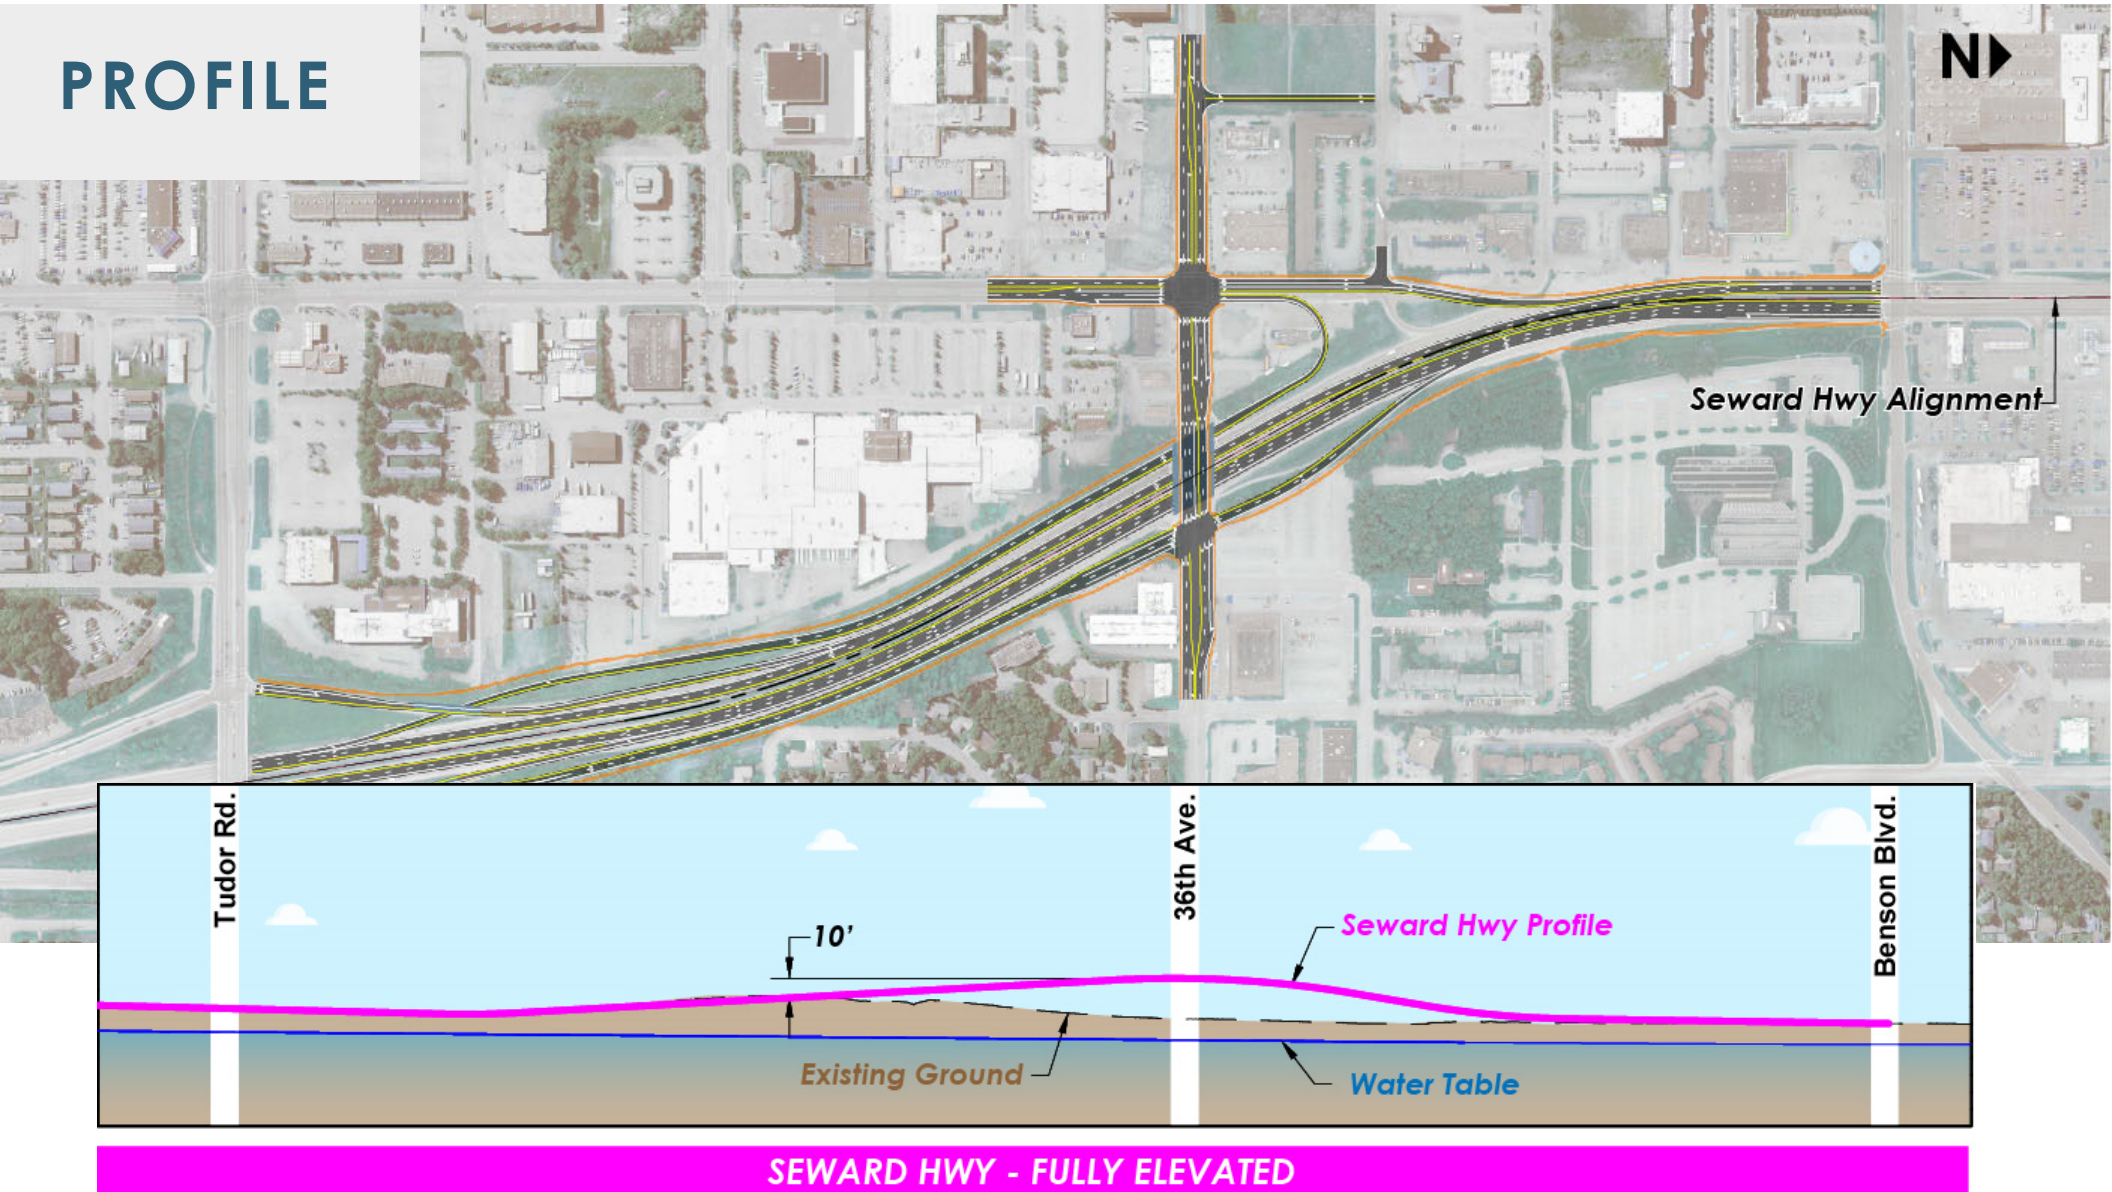 PROFILE
N
Seward Hwy Alignment
Tudor Rd.
36th Ave.
Benson Blvd.
10'
Seward Hwy Profile
Existing Ground
Water Table
SEWARD HWY - FULLY ELEVATED